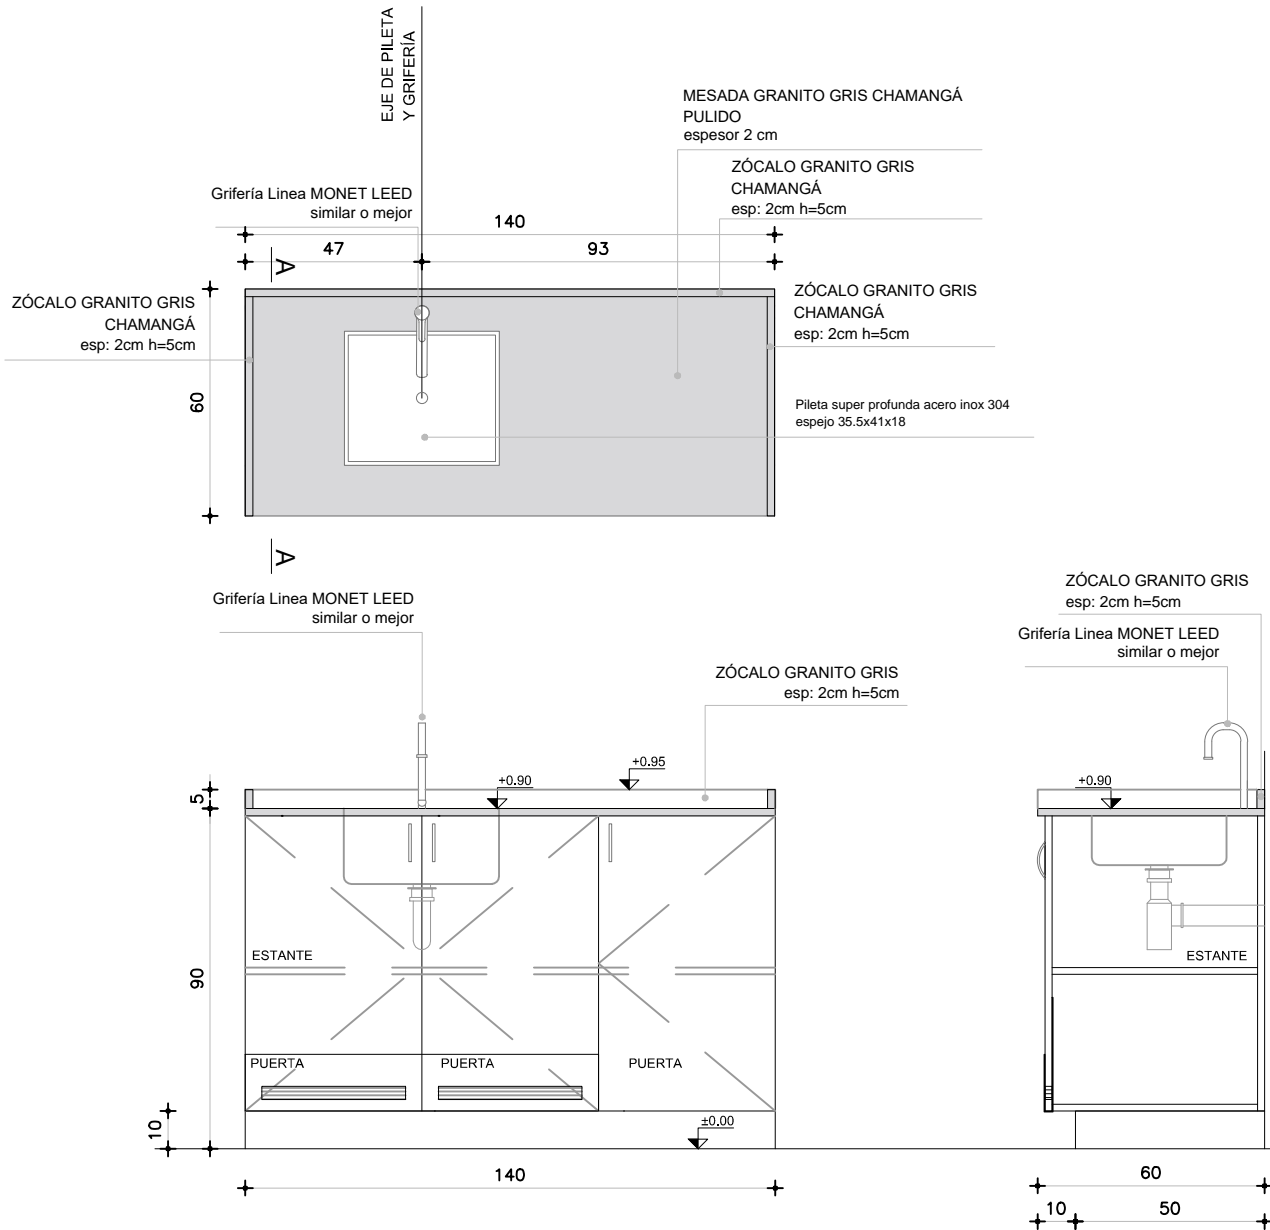 EJE DE PILETA
Y GRIFERÍA
MESADA GRANITO GRIS CHAMANGÁ
PULIDO
espesor 2 cm
ZÓCALO GRANITO GRIS
CHAMANGÁ
esp: 2cm h=5cm
Grifería Linea MONET LEED
similar o mejor
140
47
93
A
ZÓCALO GRANITO GRIS
CHAMANGÁ
esp: 2cm h=5cm
ZÓCALO GRANITO GRIS
CHAMANGÁ
esp: 2cm h=5cm
60
Pileta super profunda acero inox 304
espejo 35.5x41x18
A
Grifería Linea MONET LEED
similar o mejor
ZÓCALO GRANITO GRIS
esp: 2cm h=5cm
ZÓCALO GRANITO GRIS
esp: 2cm h=5cm
Grifería Linea MONET LEED
similar o mejor
+0.95
+0.90
+0.90
5
ESTANTE
ESTANTE
90
PUERTA
PUERTA
PUERTA
10
±0.00
140
60
10
50